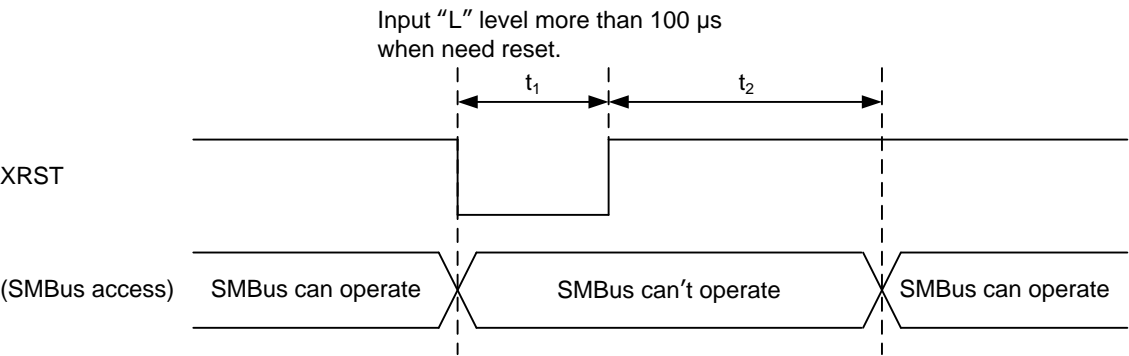 Input “L” level more than 100 µs
when need reset.
t1
t2
XRST
(SMBus access)
SMBus can operate
SMBus can’t operate
SMBus can operate